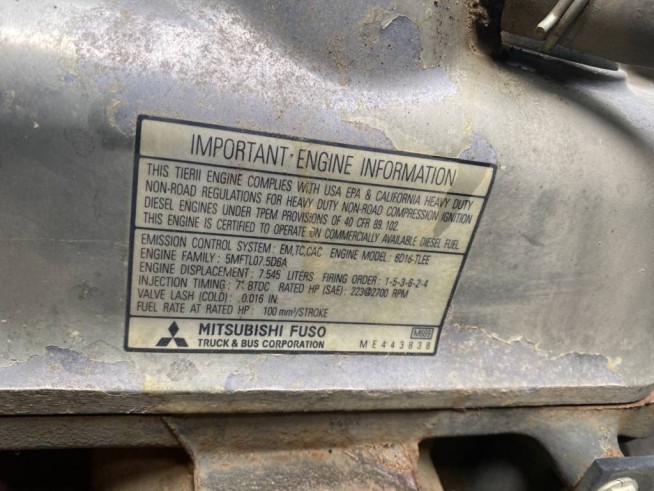 IMPORTANT ENGINE INFORMATION
THIS TIERII ENGINE COMPLIES WITH USA EPA & CALIFORNIA HEAVY DUTY
NON-ROAD REGULATIONS FOR HEAVY DUTY NON-ROAD COMPRESSION IGNITION
DIESEL ENGINES UNDER TPEM PROVISIONS OF 40 CFR 89.102.
THIS ENGINE IS CERTIFIED TO OPERATE ON COMMERCIALLY AVAILABLE DIESEL FUEL
EMISSION CONTROL SYSTEM : EM,TC,CAC ENGINE MODEL : 6D16-TLEE
ENGINE FAMILY : 5MFTL07.5D6A
ENGINE DISPLACEMENT : 7.545 LITERS FIRING ORDER : 1-5-3-6-2-4
INJECTION TIMING: 7° BTDC RATED HP (SAE) : 223@2700 RPM
VALVE LASH (COLD) : 0.016 IN.
FUEL RATE AT RATED HP : 100 mm³/STROKE
MITSUBISHI FUSO
TRUCK & BUS CORPORATION
ME443838